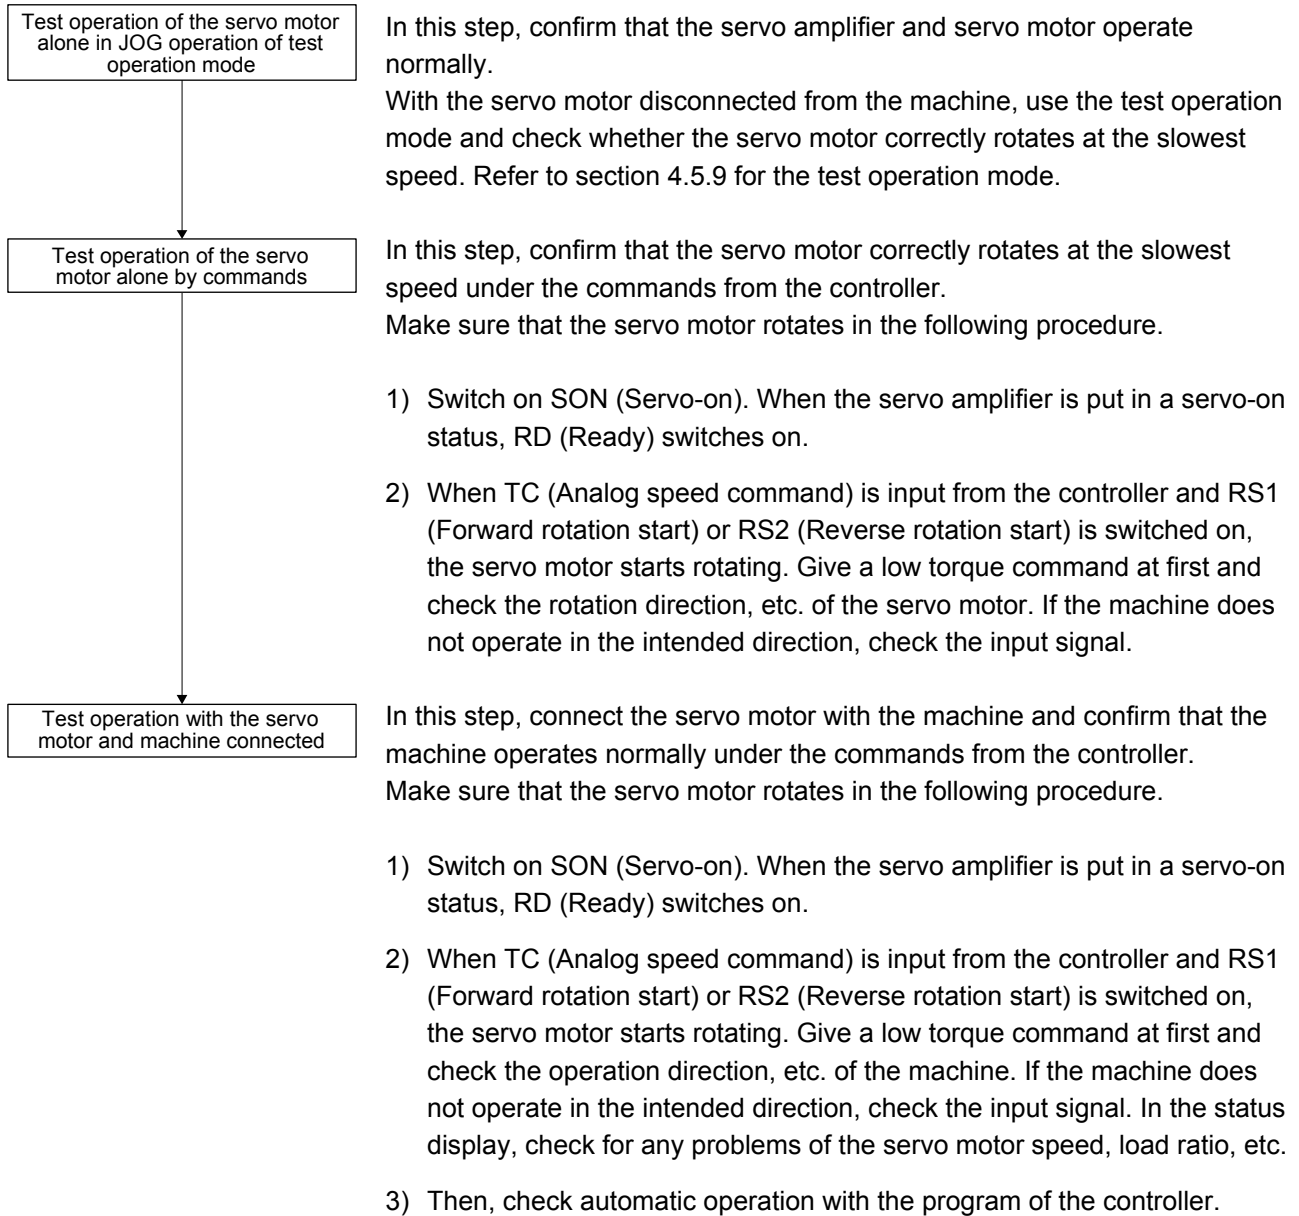 Test operation of the servo motor
alone in JOG operation of test
operation mode
In this step, confirm that the servo amplifier and servo motor operate
normally.
With the servo motor disconnected from the machine, use the test operation
mode and check whether the servo motor correctly rotates at the slowest
speed. Refer to section 4.5.9 for the test operation mode.
Test operation of the servo
motor alone by commands
In this step, confirm that the servo motor correctly rotates at the slowest
speed under the commands from the controller.
Make sure that the servo motor rotates in the following procedure.
1) Switch on SON (Servo-on). When the servo amplifier is put in a servo-on
status, RD (Ready) switches on.
2) When TC (Analog speed command) is input from the controller and RS1
(Forward rotation start) or RS2 (Reverse rotation start) is switched on,
the servo motor starts rotating. Give a low torque command at first and
check the rotation direction, etc. of the servo motor. If the machine does
not operate in the intended direction, check the input signal.
Test operation with the servo
motor and machine connected
In this step, connect the servo motor with the machine and confirm that the
machine operates normally under the commands from the controller.
Make sure that the servo motor rotates in the following procedure.
1) Switch on SON (Servo-on). When the servo amplifier is put in a servo-on
status, RD (Ready) switches on.
2) When TC (Analog speed command) is input from the controller and RS1
(Forward rotation start) or RS2 (Reverse rotation start) is switched on,
the servo motor starts rotating. Give a low torque command at first and
check the operation direction, etc. of the machine. If the machine does
not operate in the intended direction, check the input signal. In the status
display, check for any problems of the servo motor speed, load ratio, etc.
3) Then, check automatic operation with the program of the controller.